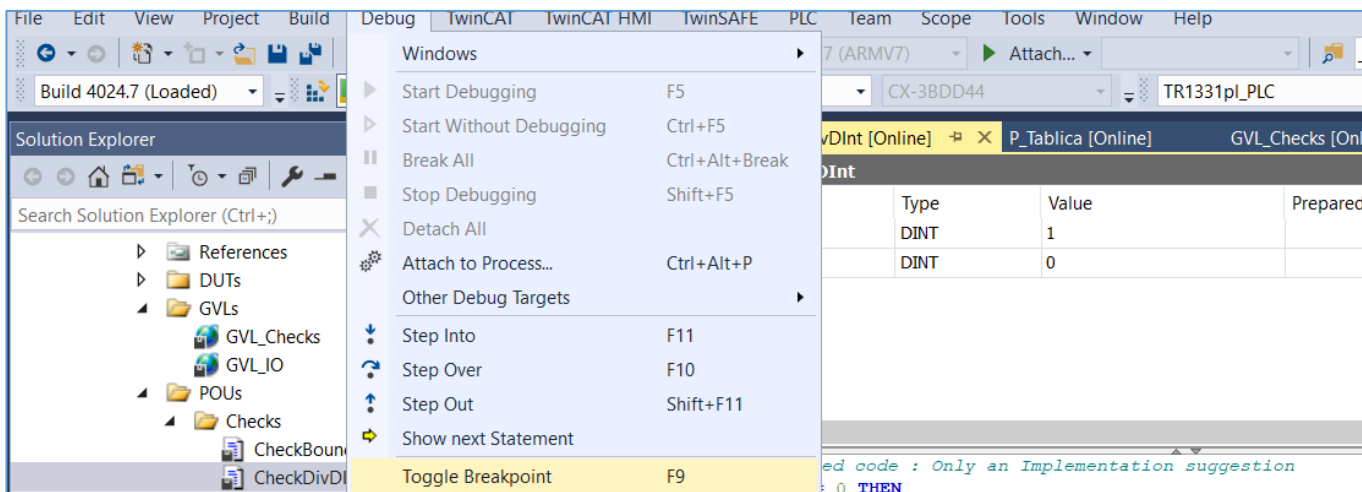 File Edit View Project Build Debug TwinCAT TwinCAT HMI TwinSAFE PLC Team Scope Tools Window Help
7 (ARMV7) Attach...
Build 4024.7 (Loaded) CX-3BDD44 TR1331pl_PLC
Solution Explorer
Search Solution Explorer (Ctrl+;)
References
DUTs
GVLs
GVL_Checks
GVL_IO
POUs
Checks
CheckBoun
CheckDivDI
Windows
Start Debugging F5
Start Without Debugging Ctrl+F5
Break All Ctrl+Alt+Break
Stop Debugging Shift+F5
Detach All
Attach to Process... Ctrl+Alt+P
Other Debug Targets
Step Into F11
Step Over F10
Step Out Shift+F11
Show next Statement
Toggle Breakpoint F9
vDInt [Online] P_Tablica [Online] GVL_Checks [Onl
DInt
Type Value Prepared
DINT 1
DINT 0
ed code : Only an Implementation suggestion
0 THEN